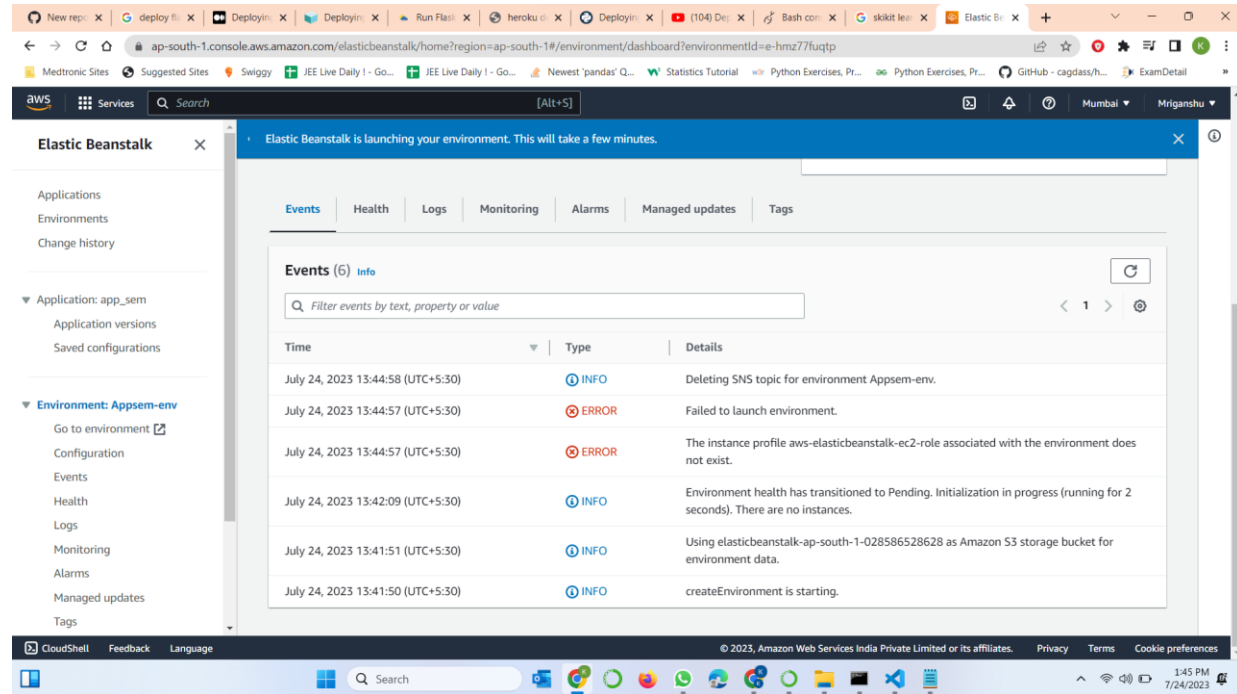 New repo
deploy fl
Deploying
Deploying
Run Flask
heroku d
Deploying
(104) Dep
Bash com
skikit lear
Elastic Be
ap-south-1.console.aws.amazon.com/elasticbeanstalk/home?region=ap-south-1#/environment/dashboard?environmentId=e-hmz77fuqtp
K
Medtronic Sites
Suggested Sites
Swiggy
JEE Live Daily ! - Go...
JEE Live Daily ! - Go...
Newest 'pandas' Q...
Statistics Tutorial
Python Exercises, Pr...
Python Exercises, Pr...
GitHub - cagdass/h...
ExamDetail
»
aws
Services
Search
[Alt+S]
Mumbai
Mriganshu
Elastic Beanstalk
Elastic Beanstalk is launching your environment. This will take a few minutes.
Applications
Environments
Change history
Application: app_sem
Application versions
Saved configurations
Environment: Appsem-env
Go to environment
Configuration
Events
Health
Logs
Monitoring
Alarms
Managed updates
Tags
Events
Health
Logs
Monitoring
Alarms
Managed updates
Tags
Events (6) Info
Filter events by text, property or value
1
Time
Type
Details
July 24, 2023 13:44:58 (UTC+5:30)
INFO
Deleting SNS topic for environment Appsem-env.
July 24, 2023 13:44:57 (UTC+5:30)
ERROR
Failed to launch environment.
July 24, 2023 13:44:57 (UTC+5:30)
ERROR
The instance profile aws-elasticbeanstalk-ec2-role associated with the environment does
not exist.
July 24, 2023 13:42:09 (UTC+5:30)
INFO
Environment health has transitioned to Pending. Initialization in progress (running for 2
seconds). There are no instances.
July 24, 2023 13:41:51 (UTC+5:30)
INFO
Using elasticbeanstalk-ap-south-1-028586528628 as Amazon S3 storage bucket for
environment data.
July 24, 2023 13:41:50 (UTC+5:30)
INFO
createEnvironment is starting.
CloudShell
Feedback
Language
© 2023, Amazon Web Services India Private Limited or its affiliates.
Privacy
Terms
Cookie preferences
Search
1:45 PM
7/24/2023